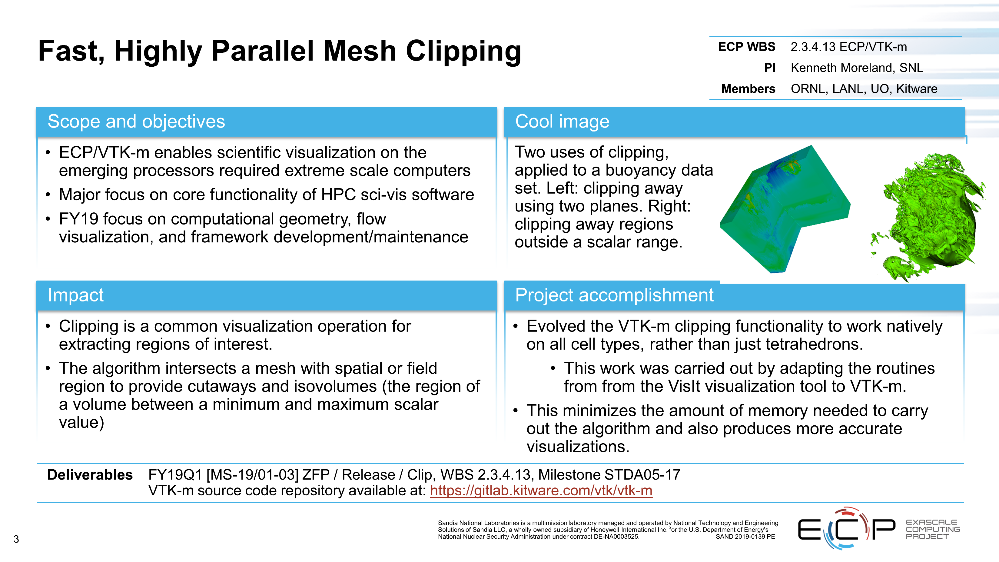 Fast, Highly Parallel Mesh Clipping
ECP WBS 2.3.4.13 ECP/VTK-m
PI Kenneth Moreland, SNL
Members ORNL, LANL, UO, Kitware
Scope and objectives
• ECP/VTK-m enables scientific visualization on the
emerging processors required extreme scale computers
• Major focus on core functionality of HPC sci-vis software
• FY19 focus on computational geometry, flow
visualization, and framework development/maintenance
Cool image
Two uses of clipping,
applied to a buoyancy data
set. Left: clipping away
using two planes. Right:
clipping away regions
outside a scalar range.
Impact
• Clipping is a common visualization operation for
extracting regions of interest.
• The algorithm intersects a mesh with spatial or field
region to provide cutaways and isovolumes (the region of
a volume between a minimum and maximum scalar
value)
Project accomplishment
• Evolved the VTK-m clipping functionality to work natively
on all cell types, rather than just tetrahedrons.
• This work was carried out by adapting the routines
from from the VisIt visualization tool to VTK-m.
• This minimizes the amount of memory needed to carry
out the algorithm and also produces more accurate
visualizations.
Deliverables FY19Q1 [MS-19/01-03] ZFP / Release / Clip, WBS 2.3.4.13, Milestone STDA05-17
VTK-m source code repository available at: https://gitlab.kitware.com/vtk/vtk-m
3
Sandia National Laboratories is a multimission laboratory managed and operated by National Technology and Engineering
Solutions of Sandia LLC, a wholly owned subsidiary of Honeywell International Inc. for the U.S. Department of Energy's
National Nuclear Security Administration under contract DE-NA0003525. SAND 2019-0139 PE
ECP
EXASCALE
COMPUTING
PROJECT